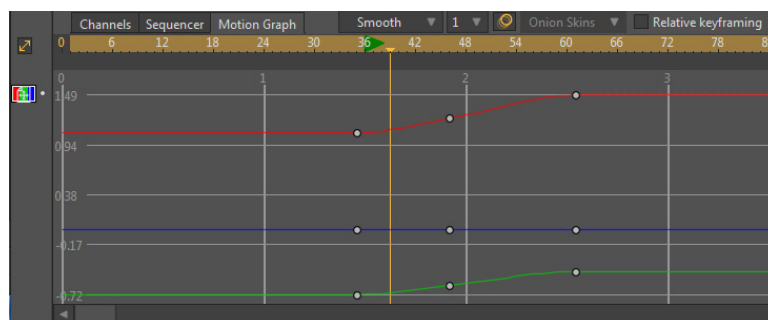 Channels Sequencer Motion Graph Smooth 1 Onion Skins Relative keyframing
0 6 12 18 24 30 36 42 48 54 60 66 72 78
0 1 2 3
1.49
0.94
0.38
-0.17
-0.72